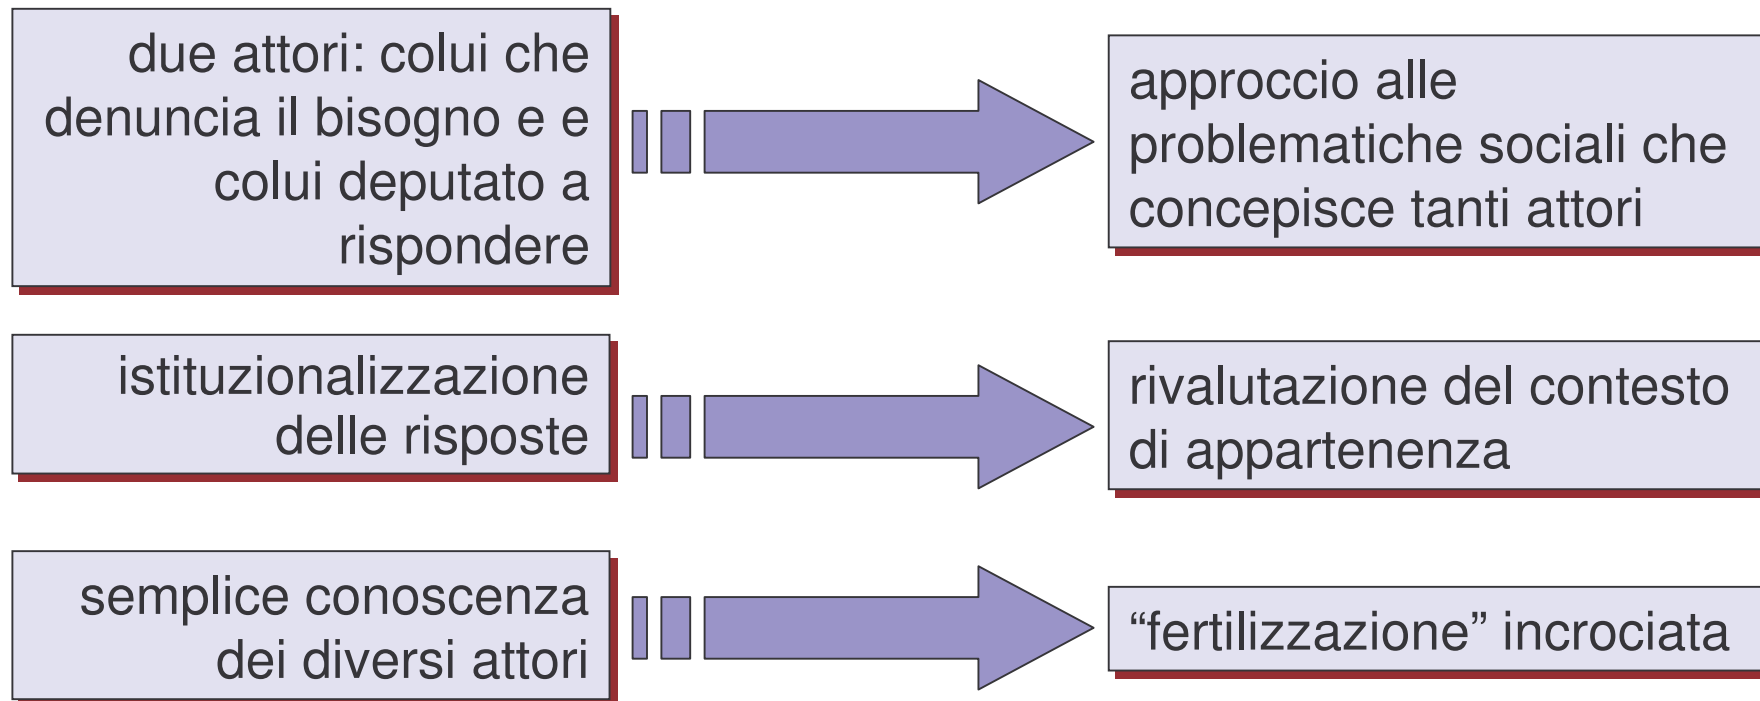 due attori: colui che
denuncia il bisogno e e
colui deputato a
rispondere
approccio alle
problematiche sociali che
concepisce tanti attori
istituzionalizzazione
delle risposte
rivalutazione del contesto
di appartenenza
semplice conoscenza
dei diversi attori
“fertilizzazione” incrociata